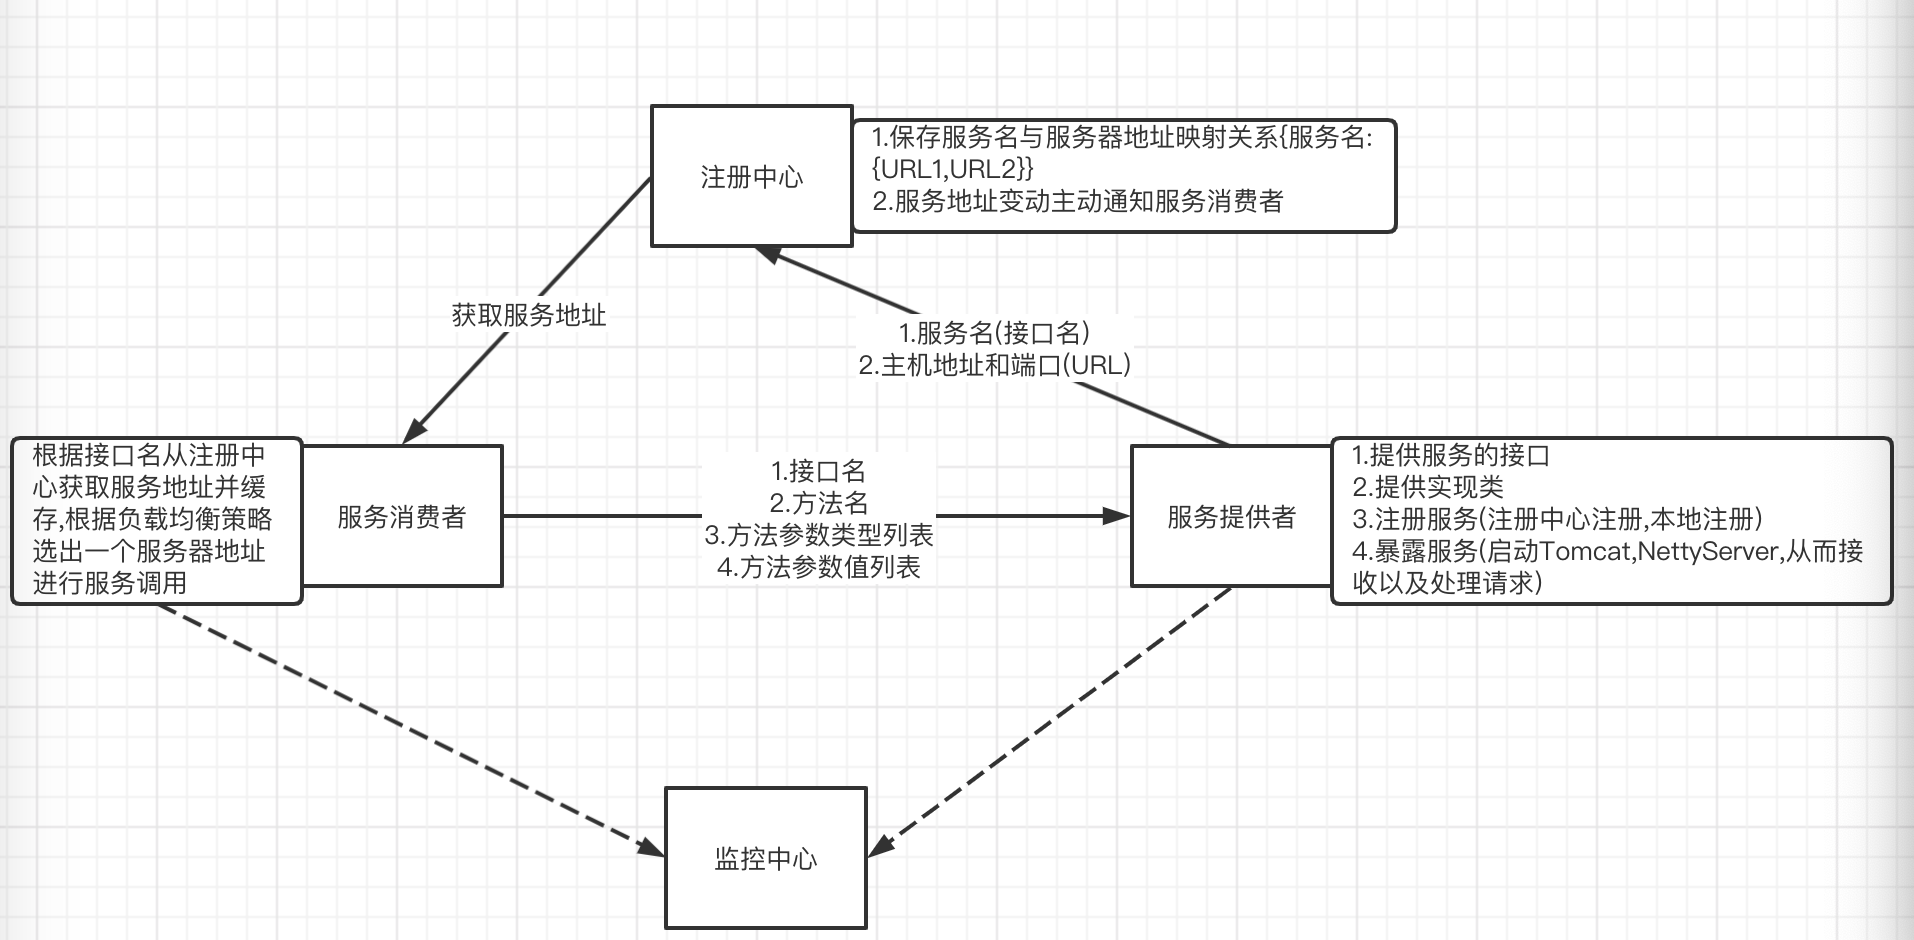 注册中心
1.保存服务名与服务器地址映射关系{服务名:
{URL1,URL2}}
2.服务地址变动主动通知服务消费者
获取服务地址
1.服务名(接口名)
2.主机地址和端口(URL)
根据接口名从注册中
心获取服务地址并缓
存,根据负载均衡策略
选出一个服务器地址
进行服务调用
服务消费者
1.接口名
2.方法名
3.方法参数类型列表
4.方法参数值列表
服务提供者
1.提供服务的接口
2.提供实现类
3.注册服务(注册中心注册,本地注册)
4.暴露服务(启动Tomcat,NettyServer,从而接
收以及处理请求)
监控中心